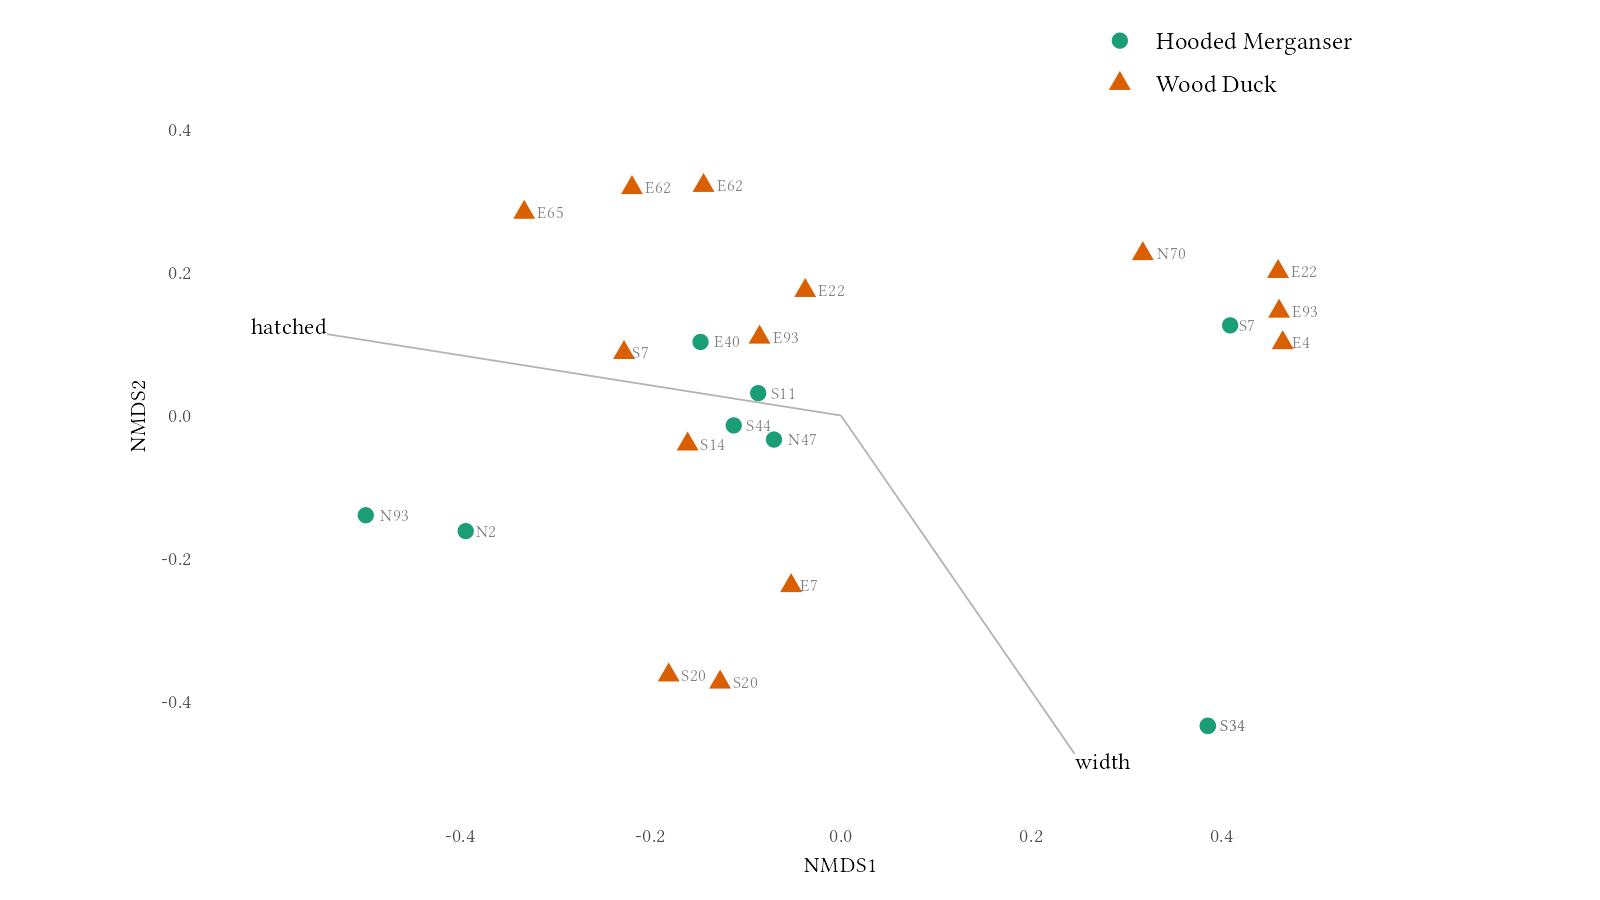 Hooded Merganser
Wood Duck
0.4
E62
E62
E65
N70
0.2
E22
E22
E93
hatched
S7
E93
E40
E4
S7
NMDS2
S11
0.0
S44
N47
S14
N93
N2
-0.2
E7
S20
S20
-0.4
S34
width
-0.4
-0.2
0.0
0.2
0.4
NMDS1